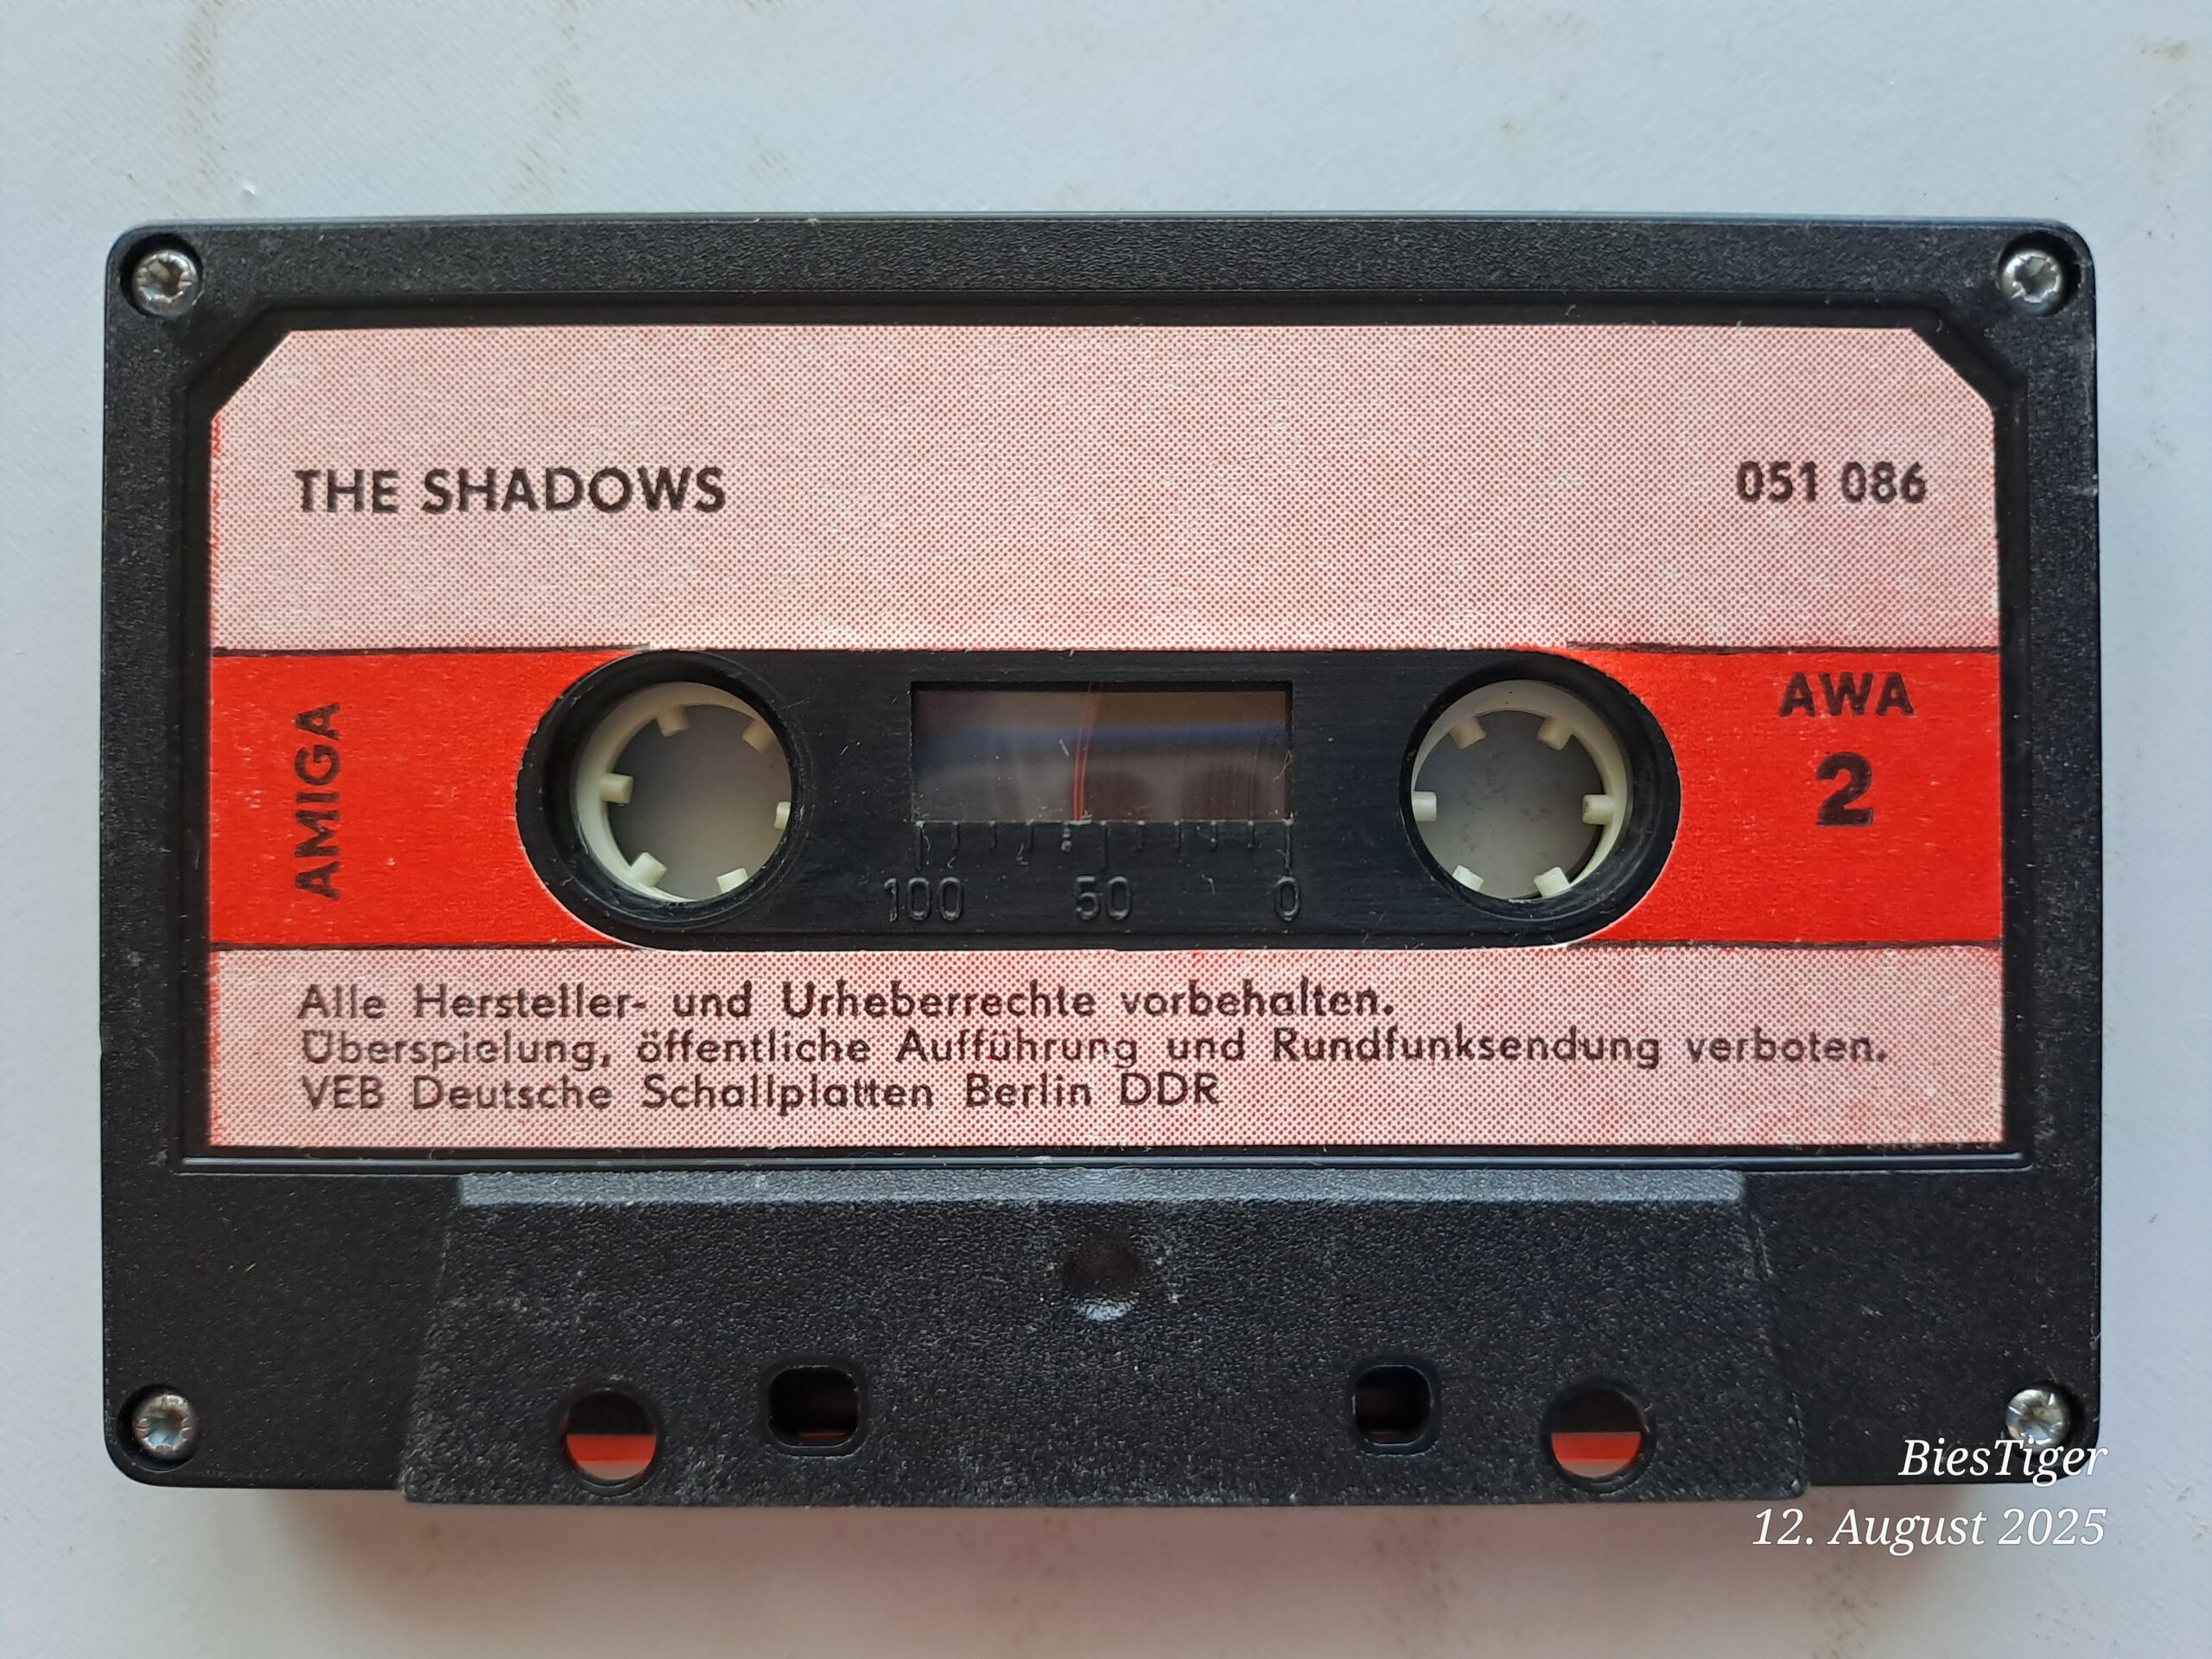 THE SHADOWS
051 086
AMIGA
AWA
2
100 50 0
Alle Hersteller- und Urheberrechte vorbehalten.
Überspielung, öffentliche Aufführung und Rundfunksendung verboten.
VEB Deutsche Schallplatten Berlin DDR
BiesTiger
12. August 2025